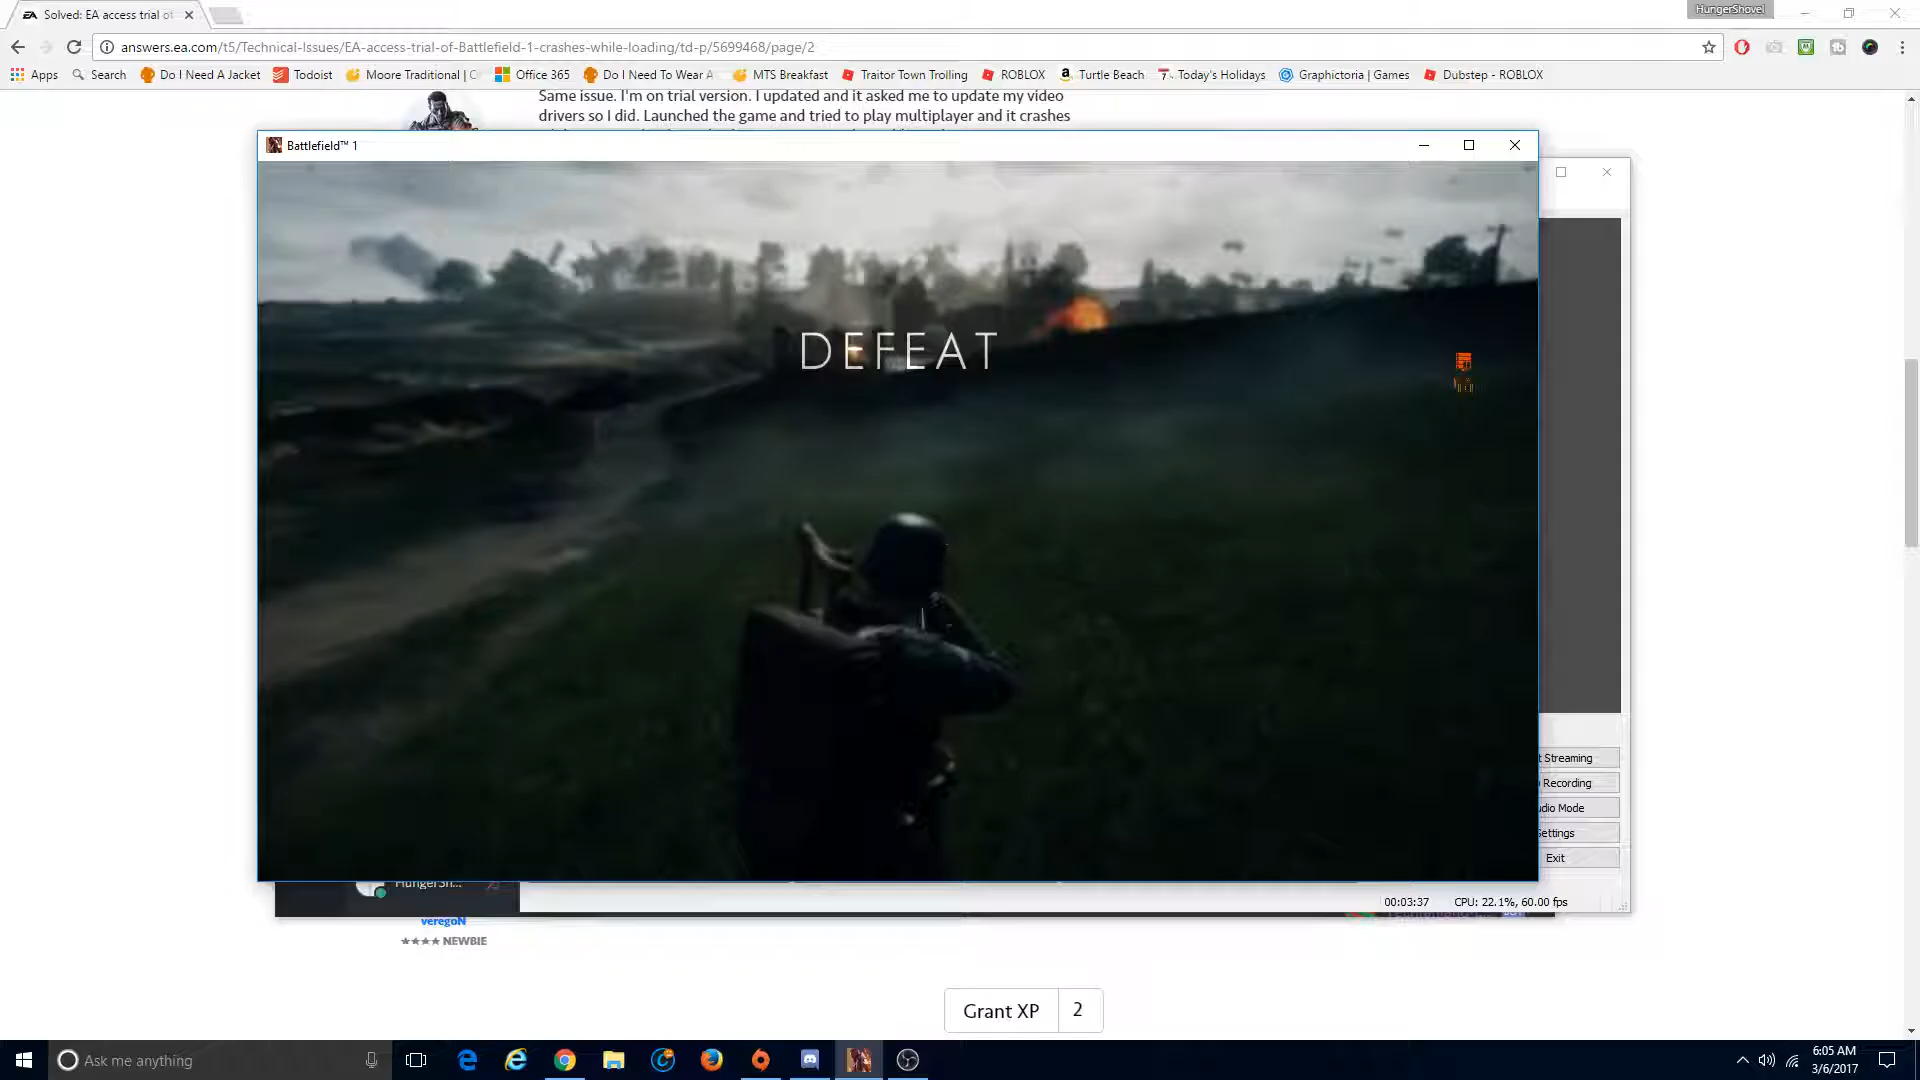 Solved: EA access trial of
HungerShovel
answers.ea.com/t5/Technical-Issues/EA-access-trial-of-Battlefield-1-crashes-while-loading/td-p/5699468/page/2
Apps
Search
Do I Need A Jacket
Todoist
Moore Traditional | C
Office 365
Do I Need To Wear A
MTS Breakfast
Traitor Town Trolling
ROBLOX
Turtle Beach
Today's Holidays
Graphictoria | Games
Dubstep - ROBLOX
Same issue. I'm on trial version. I updated and it asked me to update my video
drivers so I did. Launched the game and tried to play multiplayer and it crashes
Battlefield™ 1
DEFEAT
t Streaming
Recording
udio Mode
Settings
Exit
HungerSh...
00:03:37
CPU: 22.1%, 60.00 fps
veregoN
★★★★ NEWBIE
Grant XP
2
Ask me anything
6:05 AM
3/6/2017